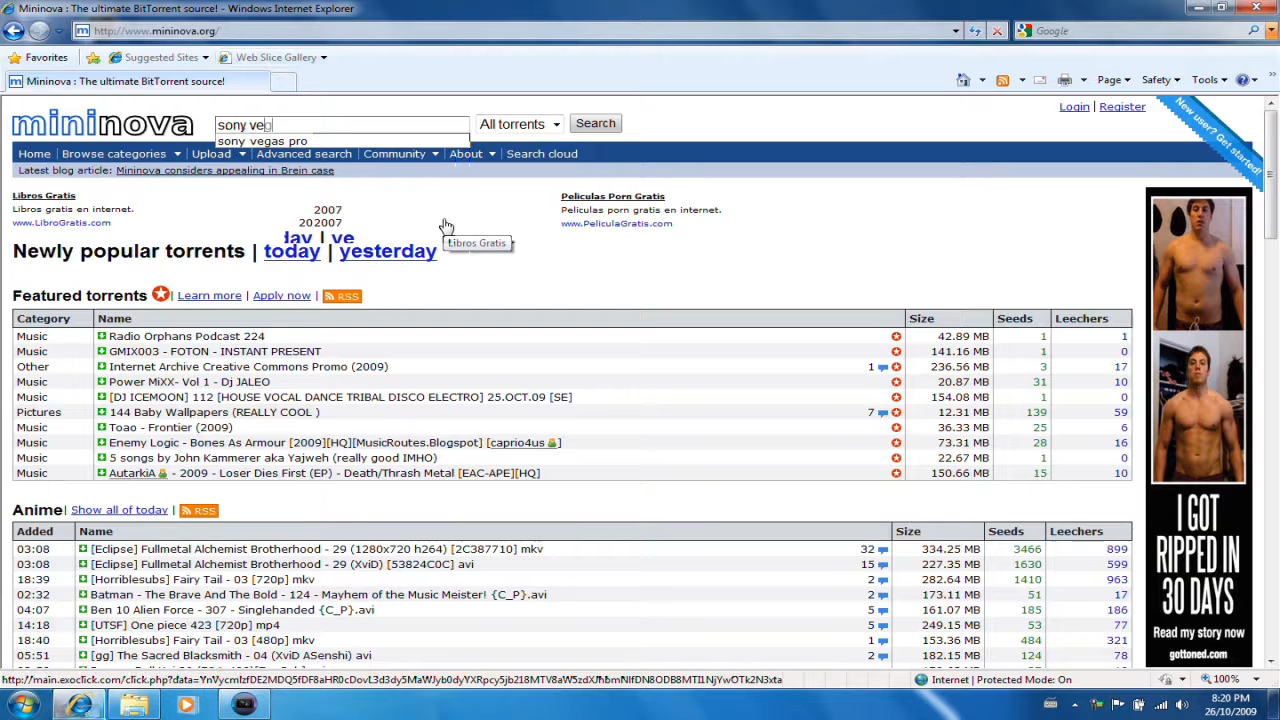 Mininova : The ultimate BitTorrent source! - Windows Internet Explorer
http://www.mininova.org/
Google
Favorites Suggested Sites Web Slice Gallery
Mininova : The ultimate BitTorrent source!
Page Safety Tools
Login | Register
New user? Get started!
mininova sony veg All torrents Search
sony vegas pro
Home Browse categories Upload Advanced search Community About Search cloud
Latest blog article: Mininova considers appealing in Brein case
Libros Gratis
Libros gratis en internet.
www.LibroGratis.com
2007
202007
Peliculas Porn Gratis
Peliculas porn gratis en internet.
www.PeliculaGratis.com
Libros Gratis
day | ye
Newly popular torrents | today | yesterday
Featured torrents | Learn more | Apply now | RSS
Category Name Size Seeds Leechers
Music Radio Orphans Podcast 224 42.89 MB 1 1
Music GMIX003 - FOTON - INSTANT PRESENT 141.16 MB 1 0
Other Internet Archive Creative Commons Promo (2009) 1 236.56 MB 3 17
Music Power MiXX- Vol 1 - Dj JALEO 20.87 MB 31 10
Music [DJ ICEMOON] 112 [HOUSE VOCAL DANCE TRIBAL DISCO ELECTRO] 25.OCT.09 [SE] 154.08 MB 1 0
Pictures 144 Baby Wallpapers (REALLY COOL ) 7 12.31 MB 139 59
Music Toao - Frontier (2009) 36.33 MB 25 6
Music Enemy Logic - Bones As Armour [2009][HQ][MusicRoutes.Blogspot] [caprio4us] 73.31 MB 28 16
Music 5 songs by John Kammerer aka Yajweh (really good IMHO) 22.67 MB 1 0
Music AutarkiA - 2009 - Loser Dies First (EP) - Death/Thrash Metal [EAC-APE][HQ] 150.66 MB 15 10
Anime | Show all of today | RSS
Added Name Size Seeds Leechers
03:08 [Eclipse] Fullmetal Alchemist Brotherhood - 29 (1280x720 h264) [2C387710] mkv 32 334.25 MB 3466 899
03:08 [Eclipse] Fullmetal Alchemist Brotherhood - 29 (XviD) [53824C0C] avi 15 227.35 MB 1630 599
18:39 [Horriblesubs] Fairy Tail - 03 [720p] mkv 2 282.64 MB 1410 963
02:32 Batman - The Brave And The Bold - 124 - Mayhem of the Music Meister! {C_P}.avi 2 173.11 MB 51 17
04:07 Ben 10 Alien Force - 307 - Singlehanded {C_P}.avi 5 161.07 MB 185 186
14:18 [UTSF] One piece 423 [720p] mp4 5 249.15 MB 53 77
18:40 [Horriblesubs] Fairy Tail - 03 [480p] mkv 1 153.36 MB 484 321
05:51 [gg] The Sacred Blacksmith - 04 (XviD ASenshi) avi 2 182.15 MB 124 78
I GOT
RIPPED IN
30 DAYS
Read my story now
gottoned.com
Internet | Protected Mode: On 100%
8:20 PM
26/10/2009